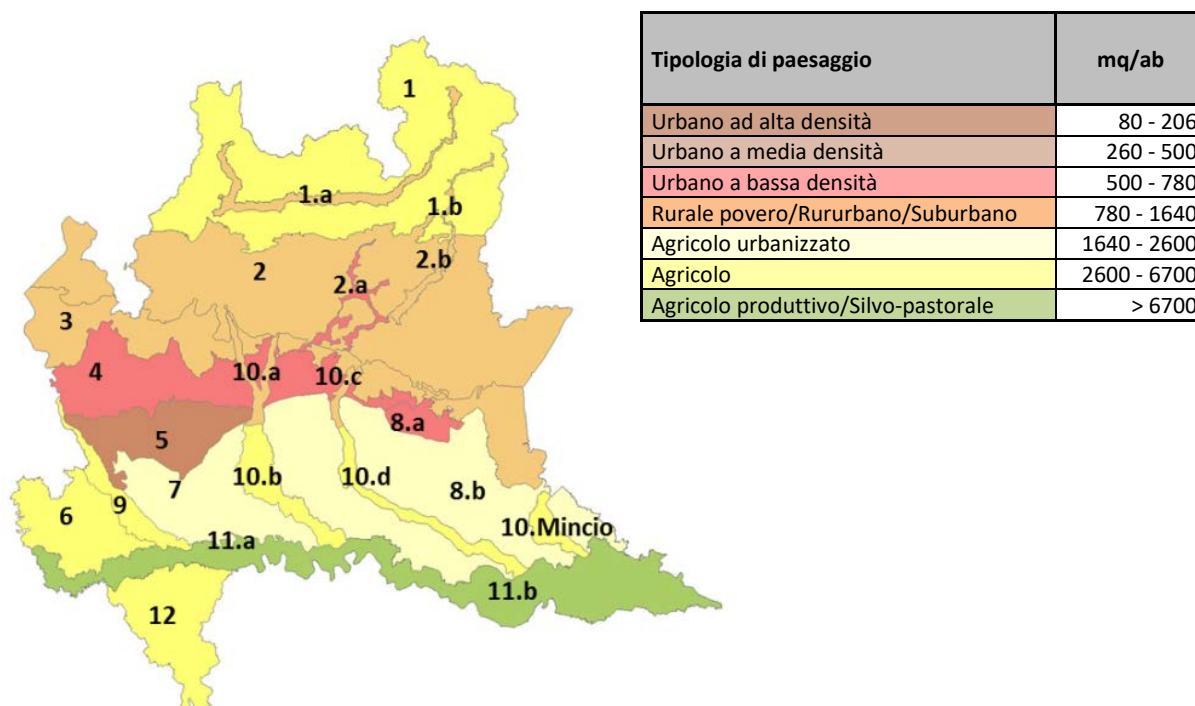 Tipologia di paesaggio mq/ab
Urbano ad alta densità 80 - 206
Urbano a media densità 260 - 500
Urbano a bassa densità 500 - 780
Rurale povero/Rururbano/Suburbano 780 - 1640
Agricolo urbanizzato 1640 - 2600
Agricolo 2600 - 6700
Agricolo produttivo/Silvo-pastorale > 6700
1
1.a
1.b
2
2.b
2.a
3
4
10.a
10.c
8.a
5
7
10.b
10.d
8.b
6
9
10.Mincio
11.a
11.b
12